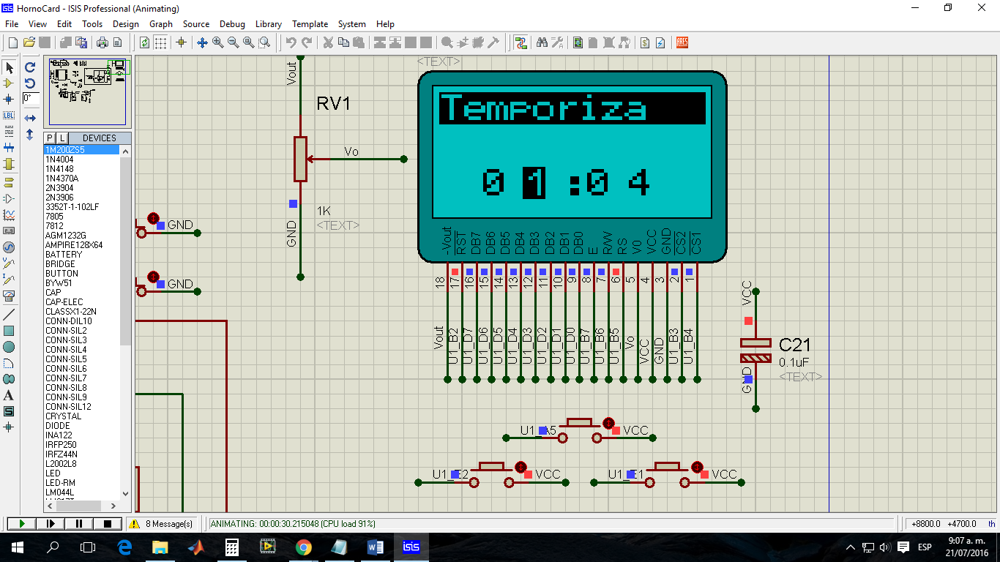 HornoCard - ISIS Professional (Animating)
File View Edit Tools Design Graph Source Debug Library Template System Help
0°
LBL
P L DEVICES
1M200ZS5
1N4004
1N4148
1N4370A
2N3904
2N3906
3352T-1-102LF
7805
7812
AGM1232G
AMPIRE128X64
BATTERY
BRIDGE
BUTTON
BYW51
CAP
CAP-ELEC
CLASSX1-22N
CONN-DIL10
CONN-SIL2
CONN-SIL3
CONN-SIL4
CONN-SIL5
CONN-SIL6
CONN-SIL7
CONN-SIL8
CONN-SIL9
CONN-SIL12
CRYSTAL
DIODE
INA122
IRFP250
IRFZ44N
L2002L8
LED
LED-RM
LM044L
Vout
RV1
Vo
1K
<TEXT>
GND
GND
GND
<TEXT>
Temporiza
0 1 :0 4
-Vout RST DB7 DB6 DB5 DB4 DB3 DB2 DB1 DB0 E R/W RS V0 VCC GND CS2 CS1
18 17 16 15 14 13 12 11 10 9 8 7 6 5 4 3 2 1
Vout U1_B2 U1_D7 U1_D6 U1_D5 U1_D4 U1_D3 U1_D2 U1_D1 U1_D0 U1_B7 U1_B6 U1_B5 Vo VCC GND U1_B3 U1_B4
VCC
C21
0.1uF
<TEXT>
GND
U1_A5 VCC
U1_E2 VCC
U1_E1 VCC
8 Message(s)
ANIMATING: 00:00:30.215048 (CPU load 91%)
+8800.0 +4700.0 th
isis
ESP
9:07 a. m.
21/07/2016